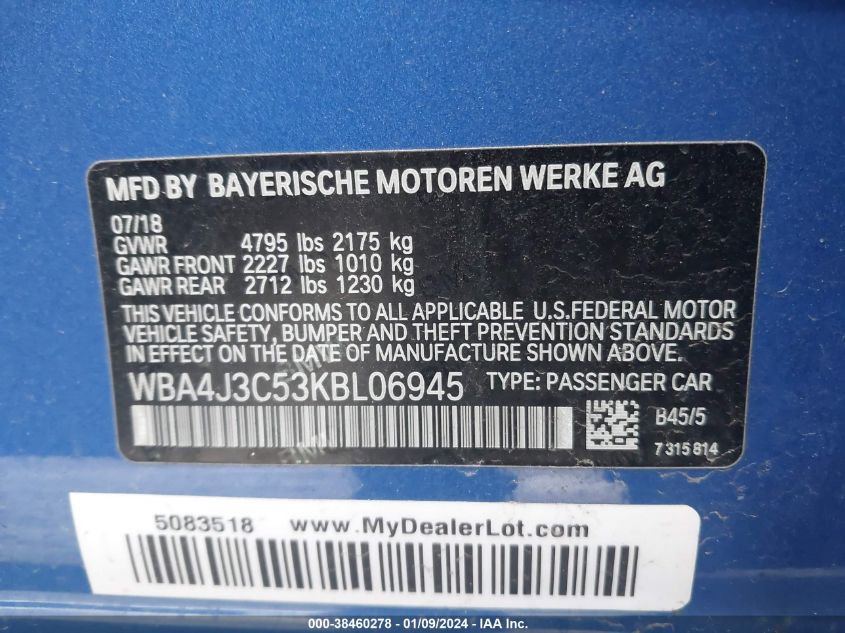 MFD BY BAYERISCHE MOTOREN WERKE AG
07/18
GVWR 4795 lbs 2175 kg
GAWR FRONT 2227 lbs 1010 kg
GAWR REAR 2712 lbs 1230 kg
THIS VEHICLE CONFORMS TO ALL APPLICABLE U.S.FEDERAL MOTOR
VEHICLE SAFETY, BUMPER AND THEFT PREVENTION STANDARDS
IN EFFECT ON THE DATE OF MANUFACTURE SHOWN ABOVE.
WBA4J3C53KBL06945 TYPE: PASSENGER CAR
B45/5
7 315 814
5083518 www.MyDealerLot.com
000-38460278 - 01/09/2024 - IAA Inc.